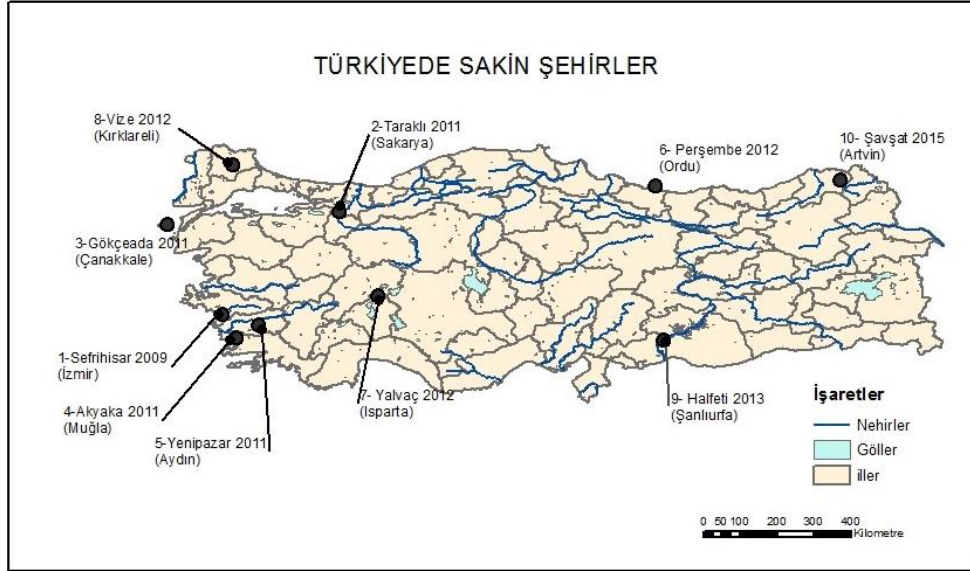 TÜRKİYEDE SAKİN ŞEHİRLER
8-Vize 2012
(Kırklareli)
2-Taraklı 2011
(Sakarya)
6- Perşembe 2012
(Ordu)
10- Şavşat 2015
(Artvin)
3-Gökçeada 2011
(Çanakkale)
1-Sefrihisar 2009
(İzmir)
4-Akyaka 2011
(Muğla)
5-Yenipazar 2011
(Aydın)
7- Yalvaç 2012
(Isparta)
9- Halfeti 2013
(Şanlıurfa)
İşaretler
Nehirler
Göller
iller
0 50 100 200 300 400
Kilometre